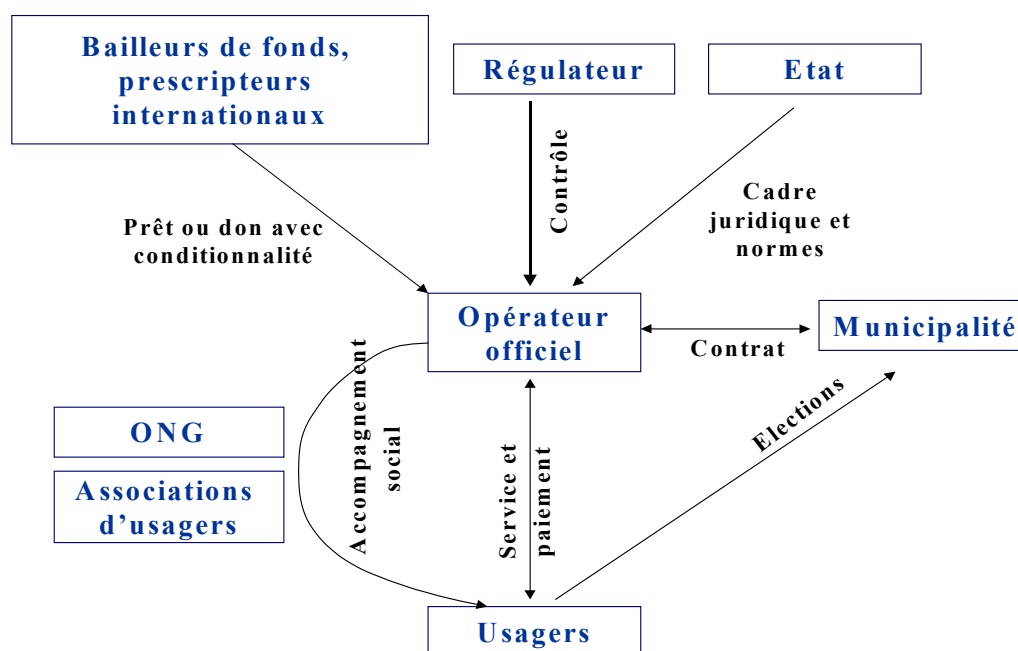 Bailleurs de fonds,
prescripteurs
internationaux
Régulateur
Etat
Contrôle
Cadre
juridique et
normes
Prêt ou don avec
conditionnalité
Opérateur
officiel
Municipalité
Contrat
Accompagnement
social
ONG
Associations
d’usagers
Service et
paiement
Elections
Usagers